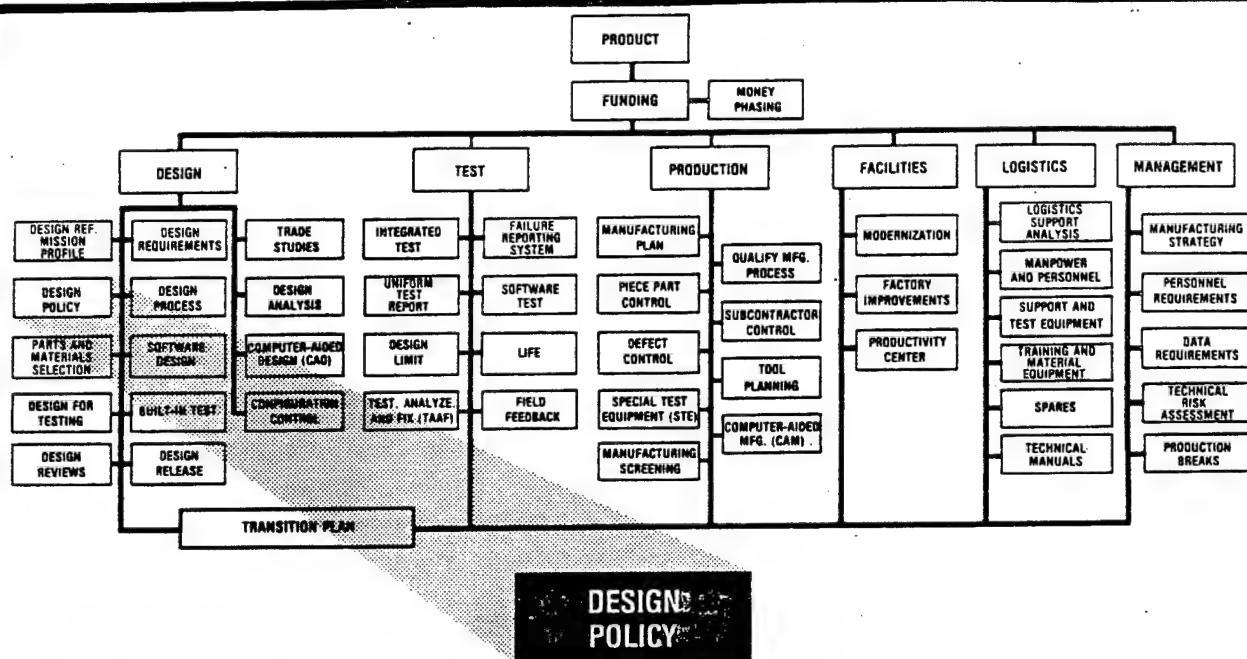 PRODUCT
FUNDING
MONEY
PHASING
DESIGN
TEST
PRODUCTION
FACILITIES
LOGISTICS
MANAGEMENT
DESIGN REF.
MISSION
PROFILE
DESIGN
REQUIREMENTS
TRADE
STUDIES
DESIGN
POLICY
DESIGN
PROCESS
DESIGN
ANALYSIS
PARTS AND
MATERIALS
SELECTION
SOFTWARE
DESIGN
COMPUTER-AIDED
DESIGN (CAD)
DESIGN FOR
TESTING
BUILT-IN TEST
CONFIGURATION
CONTROL
DESIGN
REVIEWS
DESIGN
RELEASE
INTEGRATED
TEST
FAILURE
REPORTING
SYSTEM
UNIFORM
TEST
REPORT
SOFTWARE
TEST
DESIGN
LIMIT
LIFE
TEST, ANALYZE
AND FIX (TAAF)
FIELD
FEEDBACK
MANUFACTURING
PLAN
QUALIFY MFG.
PROCESS
PIECE PART
CONTROL
SUBCONTRACTOR
CONTROL
DEFECT
CONTROL
TOOL
PLANNING
SPECIAL TEST
EQUIPMENT (STE)
COMPUTER-AIDED
MFG. (CAM)
MANUFACTURING
SCREENING
MODERNIZATION
FACTORY
IMPROVEMENTS
PRODUCTIVITY
CENTER
LOGISTICS
SUPPORT
ANALYSIS
MANPOWER
AND PERSONNEL
SUPPORT AND
TEST EQUIPMENT
TRAINING AND
MATERIAL
EQUIPMENT
SPARES
TECHNICAL
MANUALS
MANUFACTURING
STRATEGY
PERSONNEL
REQUIREMENTS
DATA
REQUIREMENTS
TECHNICAL
RISK
ASSESSMENT
PRODUCTION
BREAKS
TRANSITION PLAN
DESIGN
POLICY